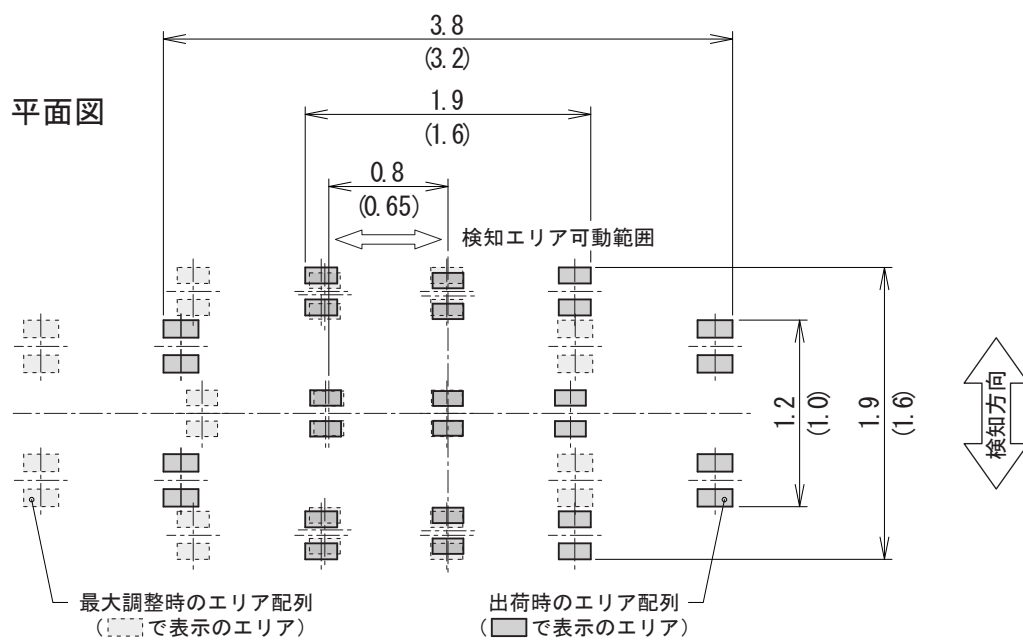 3.8
(3.2)
平面図
1.9
(1.6)
0.8
(0.65)
検知エリア可動範囲
1.2
(1.0)
1.9
(1.6)
検知方向
最大調整時のエリア配列
(で表示のエリア)
出荷時のエリア配列
(で表示のエリア)